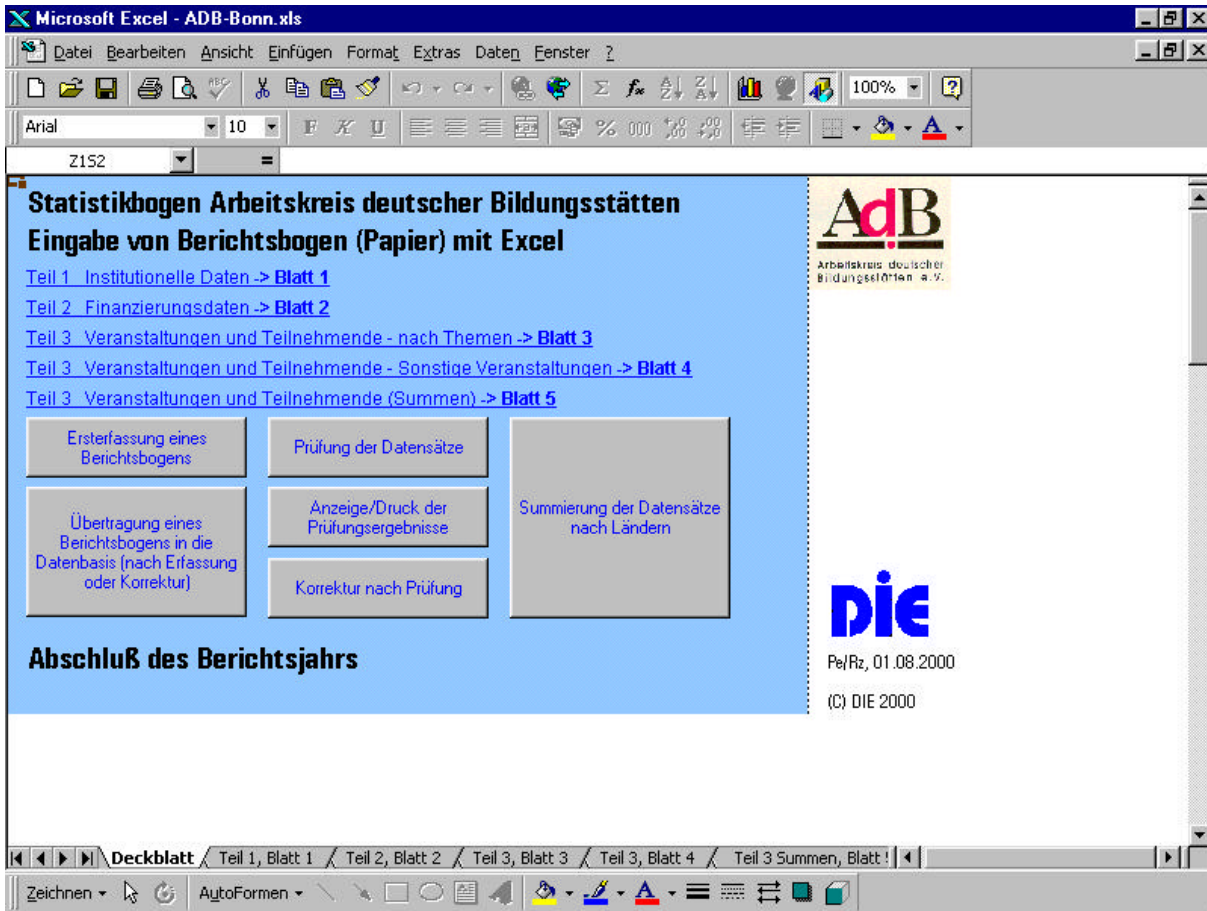 Microsoft Excel - ADB-Bonn.xls
Datei Bearbeiten Ansicht Einfügen Format Extras Daten Fenster ?
100%
Arial 10 F K U % 000
Z1S2 =
Statistikbogen Arbeitskreis deutscher Bildungsstätten
Eingabe von Berichtsbogen (Papier) mit Excel
Teil 1 Institutionelle Daten -> Blatt 1
Teil 2 Finanzierungsdaten -> Blatt 2
Teil 3 Veranstaltungen und Teilnehmende - nach Themen -> Blatt 3
Teil 3 Veranstaltungen und Teilnehmende - Sonstige Veranstaltungen -> Blatt 4
Teil 3 Veranstaltungen und Teilnehmende (Summen) -> Blatt 5
Ersterfassung eines
Berichtsbogens
Übertragung eines
Berichtsbogens in die
Datenbasis (nach Erfassung
oder Korrektur)
Prüfung der Datensätze
Anzeige/Druck der
Prüfungsergebnisse
Korrektur nach Prüfung
Summierung der Datensätze
nach Ländern
Abschluß des Berichtsjahrs
AdB
Arbeitskreis deutscher
Bildungsstätten e.V.
DIE
Pe/Rz, 01.08.2000
(C) DIE 2000
Deckblatt Teil 1, Blatt 1 Teil 2, Blatt 2 Teil 3, Blatt 3 Teil 3, Blatt 4 Teil 3 Summen, Blatt
Zeichnen AutoFormen